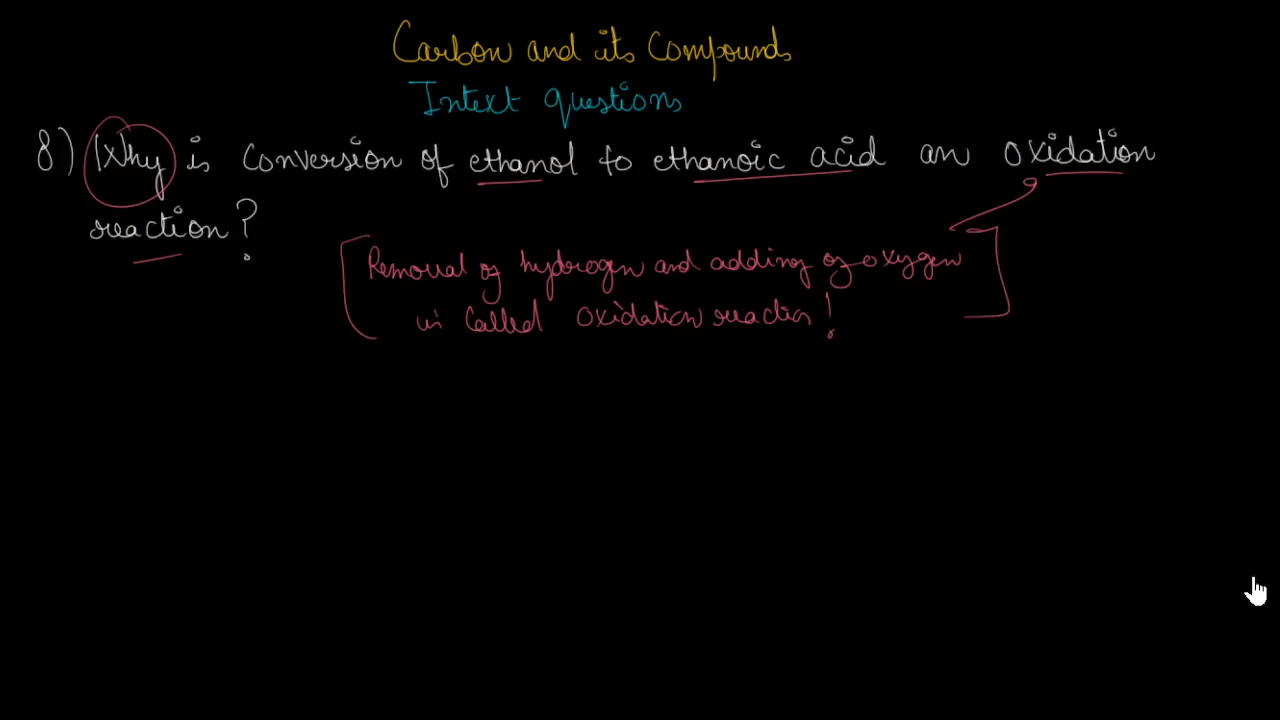 Carbon and its Compounds
Intext questions
8) Why is conversion of ethanol to ethanoic acid an oxidation
reaction?
Removal of hydrogen and adding of oxygen
is called oxidation reaction!